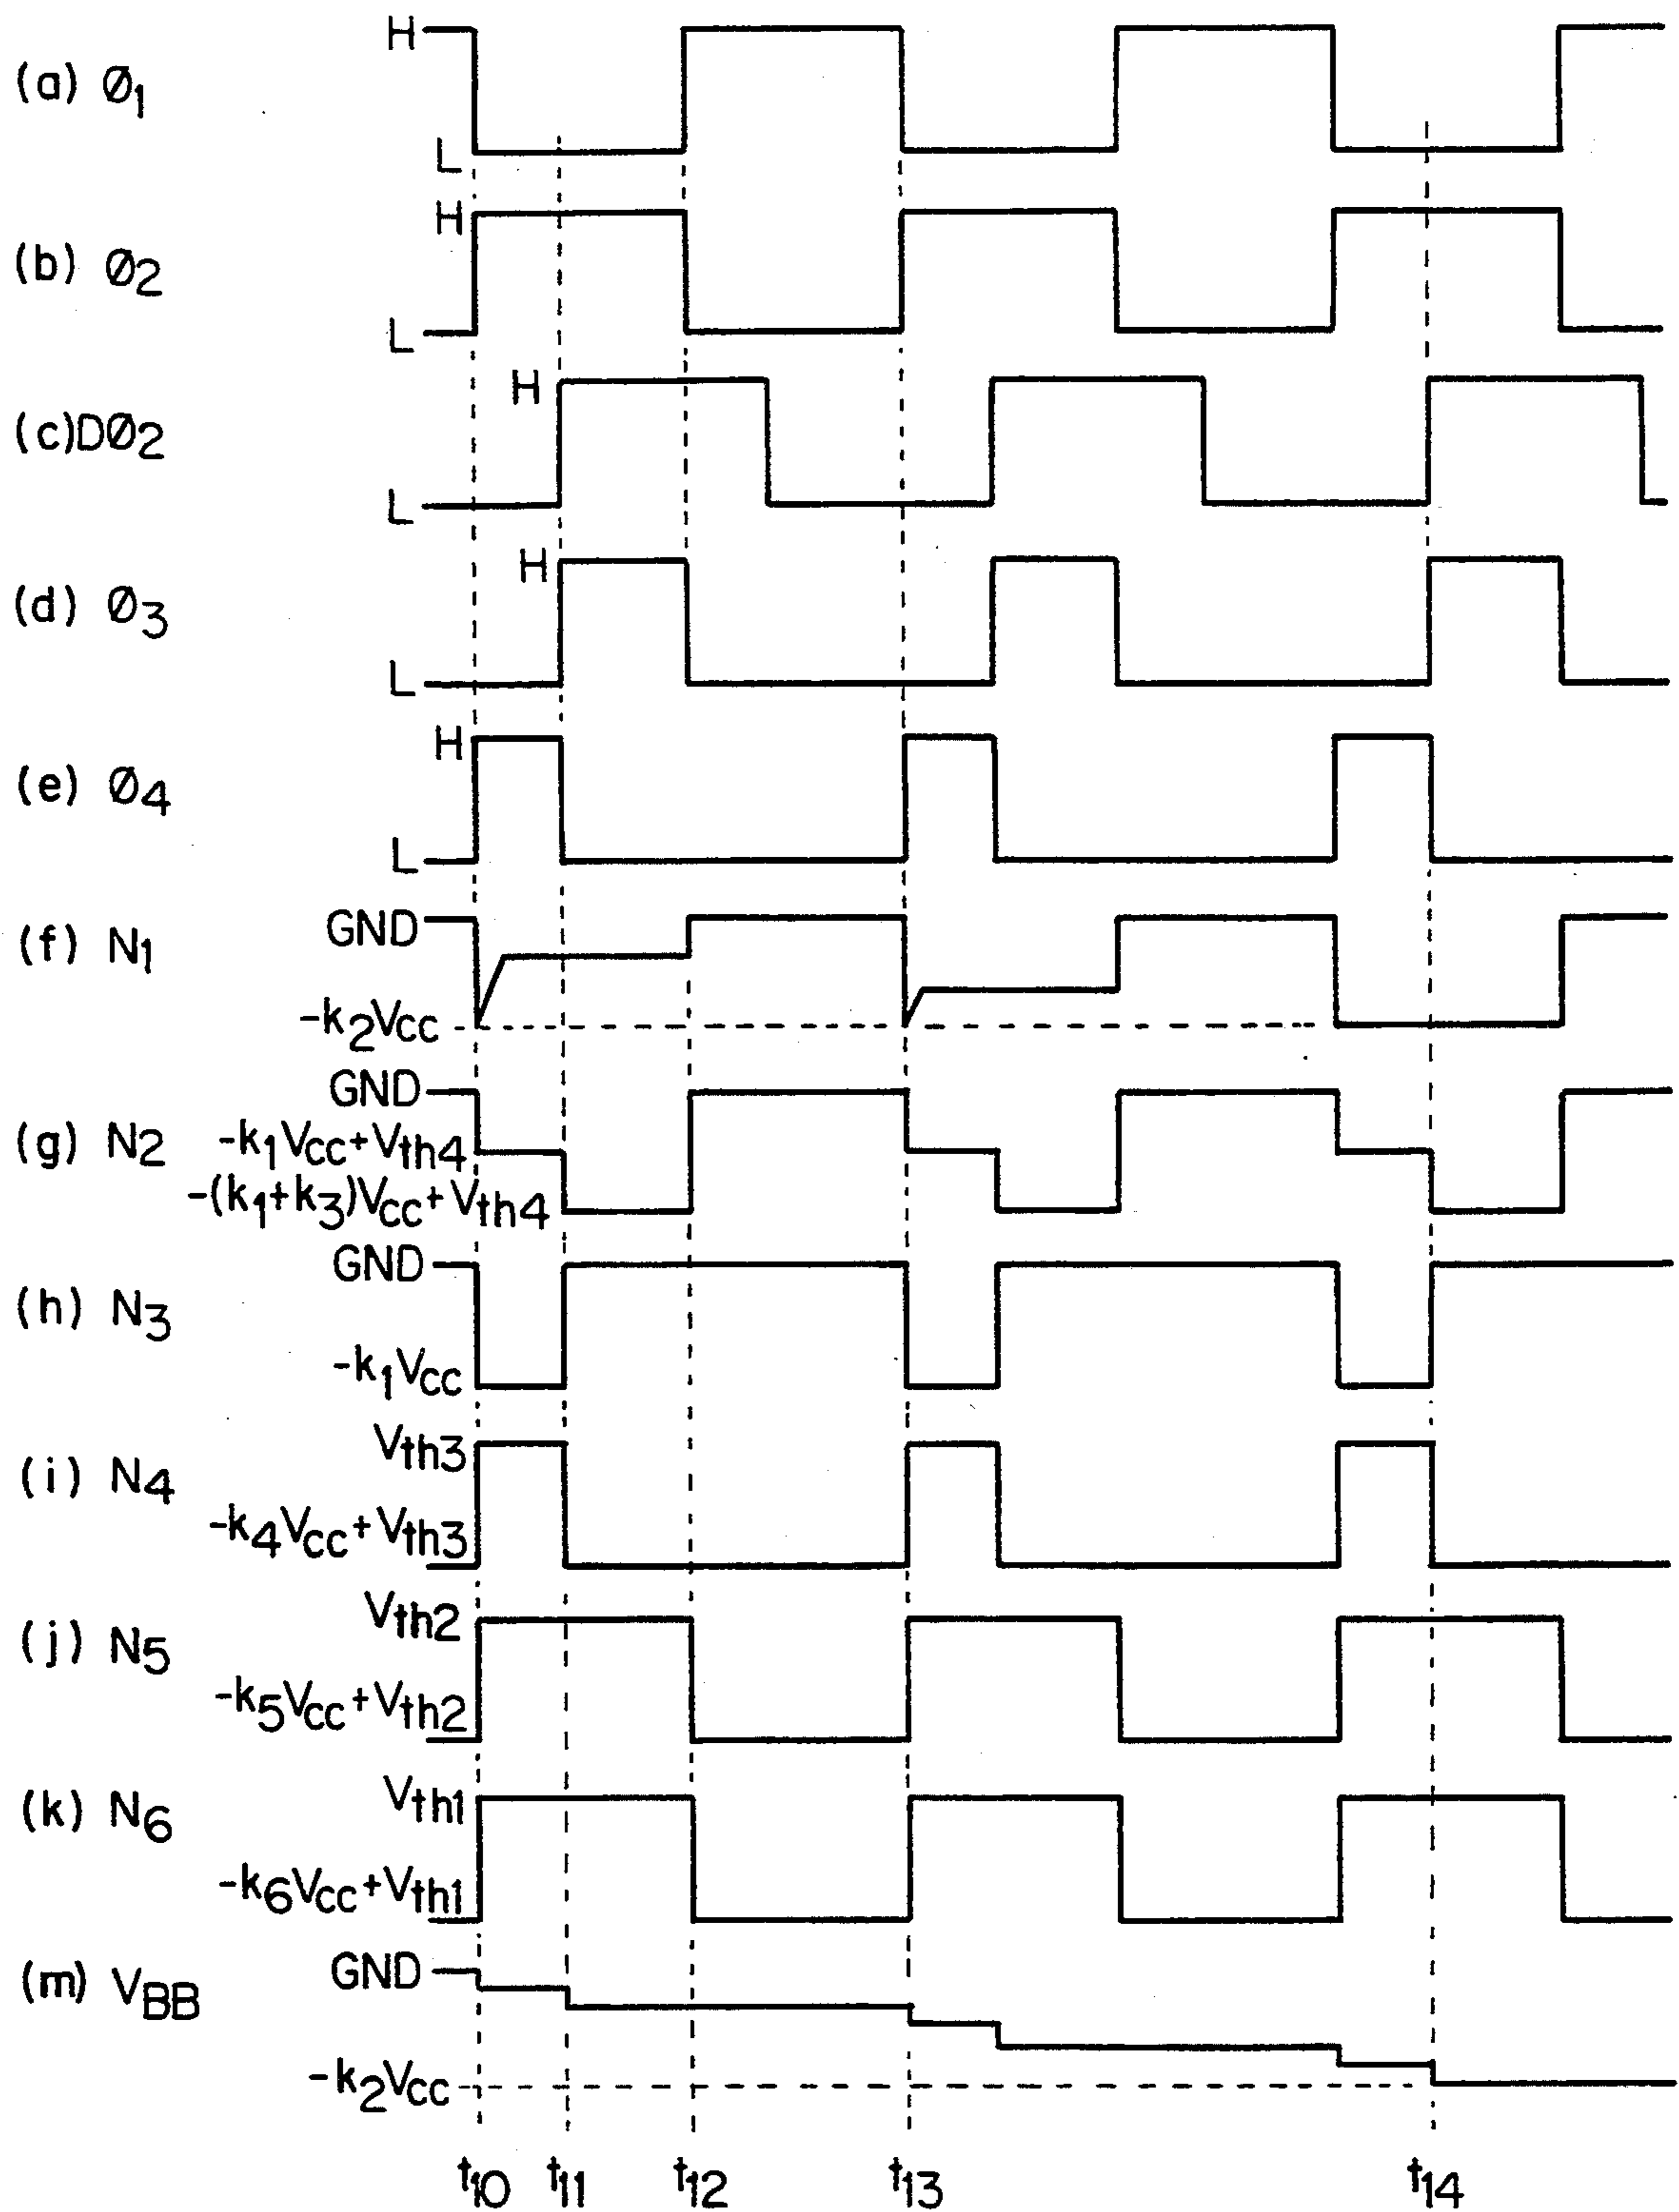 (a) Ø1 H
L
(b) Ø2 H
L
(c)DØ2 H
L
(d) Ø3 H
L
(e) Ø4 H
L
(f) N1 GND
-k2VCC
(g) N2 GND
-k1VCC+Vth4
-(k1+k3)VCC+Vth4
(h) N3 GND
-k1VCC
(i) N4 Vth3
-k4VCC+Vth3
(j) N5 Vth2
-k5VCC+Vth2
(k) N6 Vth1
-k6VCC+Vth1
(m) VBB GND
-k2VCC
t10 t11 t12 t13 t14